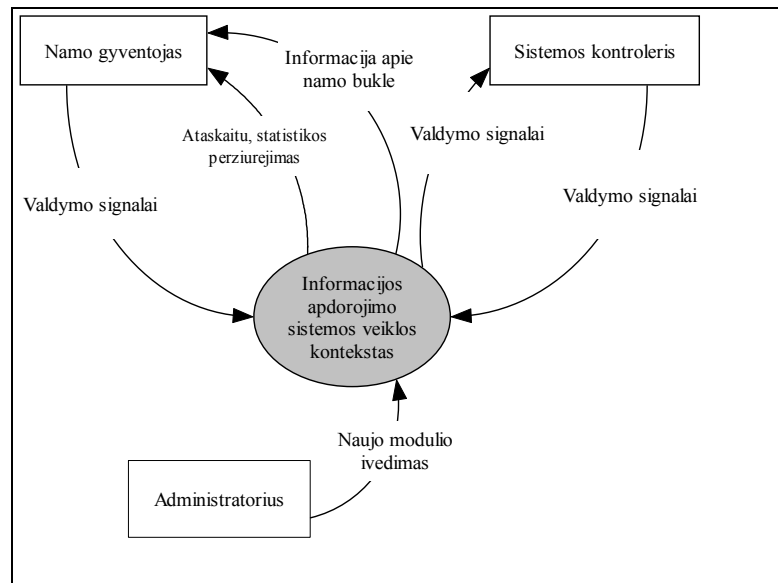 Namo gyventojas
Informacija apie
namo bukle
Sistemos kontroleris
Ataskaitu, statistikos
perziurejimas
Valdymo signalai
Valdymo signalai
Valdymo signalai
Informacijos
apdorojimo
sistemos veiklos
kontekstas
Naujo modulio
ivedimas
Administratorius